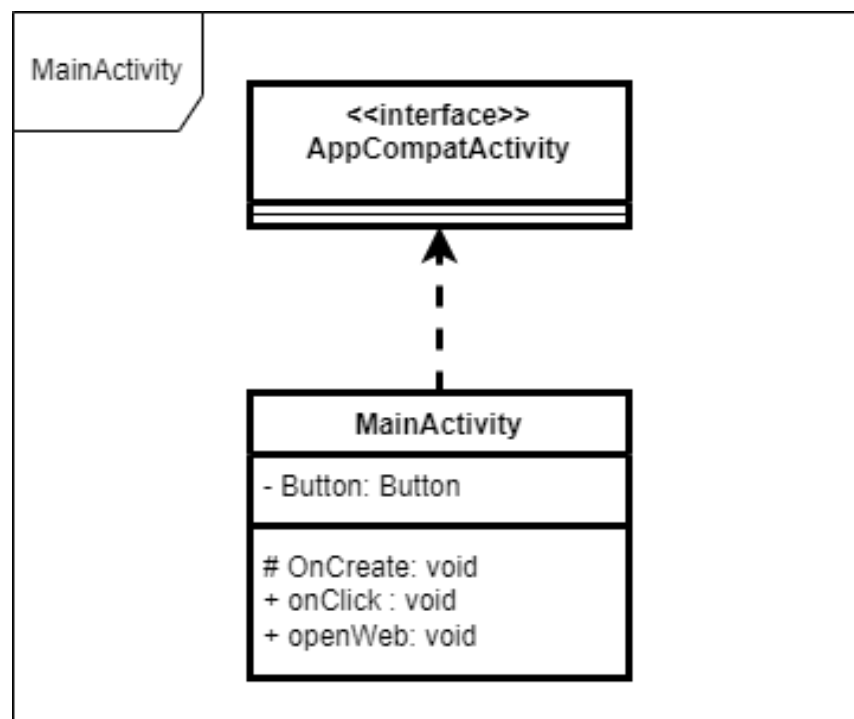 MainActivity
<<interface>>
AppCompatActivity
MainActivity
- Button: Button
# OnCreate: void
+ onClick : void
+ openWeb: void